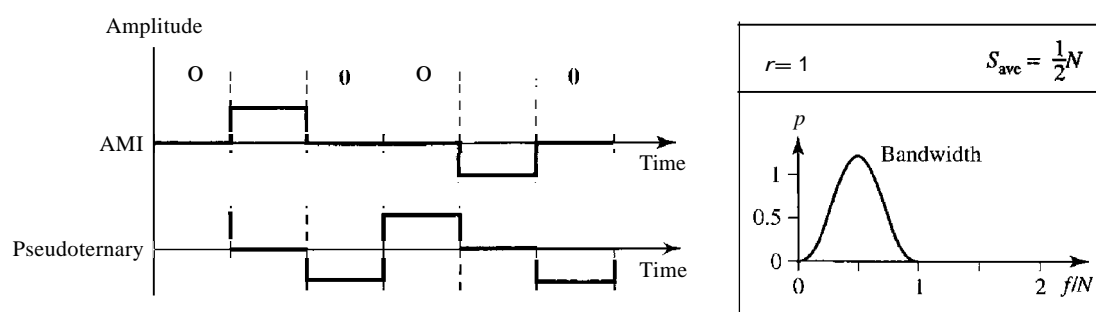 Amplitude
O 0 O 0
AMI
Time
Pseudoternary
Time
r = 1 S_ave = 1/2 N
p
Bandwidth
1
0.5
0
0 1 2 f/N